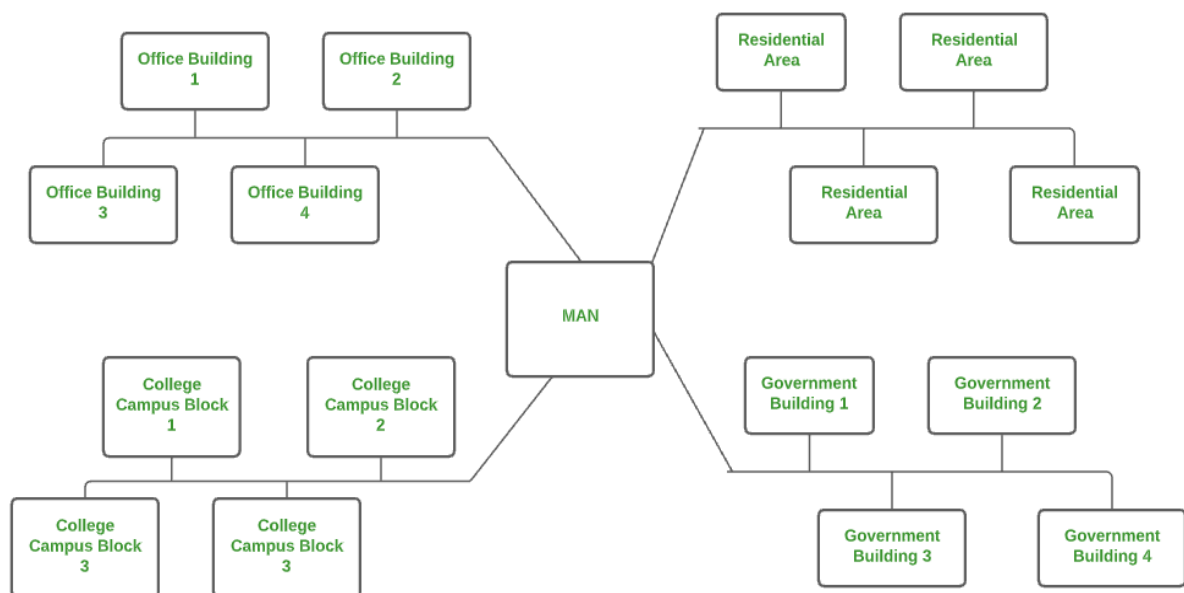 Office Building
1
Office Building
2
Office Building
3
Office Building
4
Residential
Area
Residential
Area
Residential
Area
Residential
Area
MAN
College
Campus Block
1
College
Campus Block
2
College
Campus Block
3
College
Campus Block
3
Government
Building 1
Government
Building 2
Government
Building 3
Government
Building 4